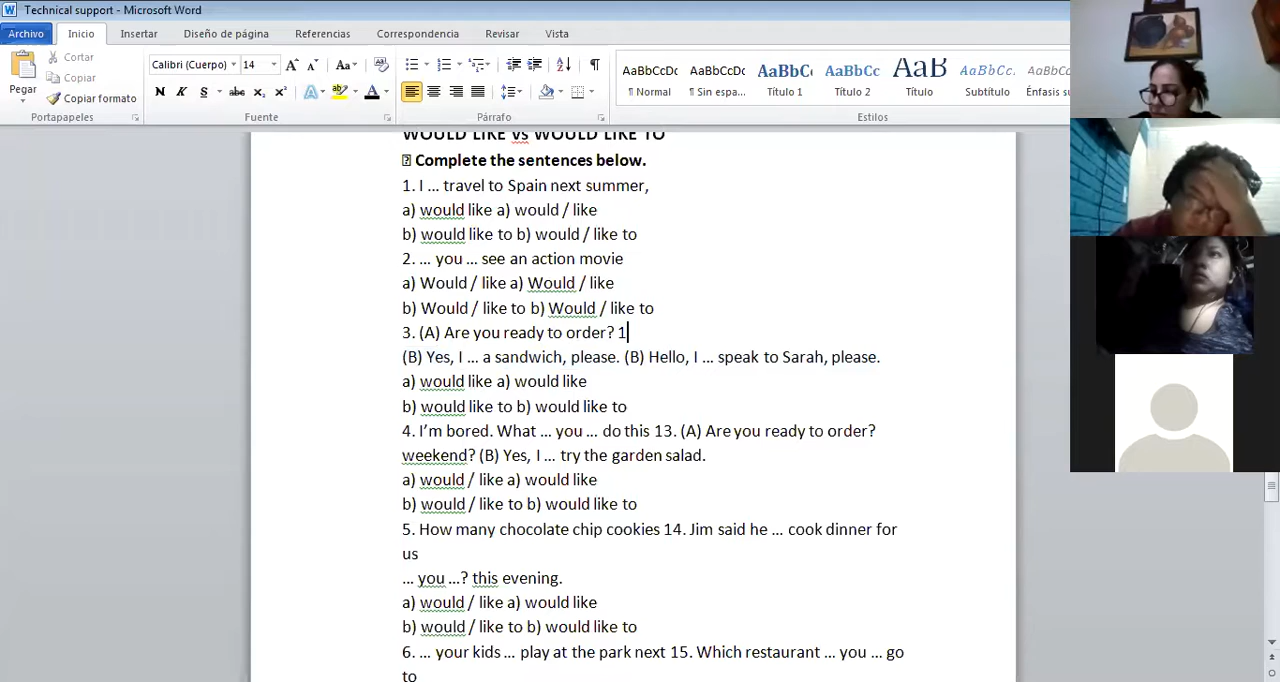 Technical support - Microsoft Word
Archivo Inicio Insertar Diseño de página Referencias Correspondencia Revisar Vista
Pegar
Cortar
Copiar
Copiar formato
Portapapeles
Calibri (Cuerpo) 14
Fuente
Párrafo
AaBbCcDc AaBbCcDc AaBbC AaBbCc AaB AaBbCc. AaBbCcDc
¶ Normal ¶ Sin espa... Título 1 Título 2 Título Subtítulo Énfasis su
Estilos
WOULD LIKE vs WOULD LIKE TO
Complete the sentences below.
1. I ... travel to Spain next summer,
a) would like a) would / like
b) would like to b) would / like to
2. ... you ... see an action movie
a) Would / like a) Would / like
b) Would / like to b) Would / like to
3. (A) Are you ready to order? 1
(B) Yes, I ... a sandwich, please. (B) Hello, I ... speak to Sarah, please.
a) would like a) would like
b) would like to b) would like to
4. I’m bored. What ... you ... do this 13. (A) Are you ready to order?
weekend? (B) Yes, I ... try the garden salad.
a) would / like a) would like
b) would / like to b) would like to
5. How many chocolate chip cookies 14. Jim said he ... cook dinner for
us
... you ...? this evening.
a) would / like a) would like
b) would / like to b) would like to
6. ... your kids ... play at the park next 15. Which restaurant ... you ... go
to